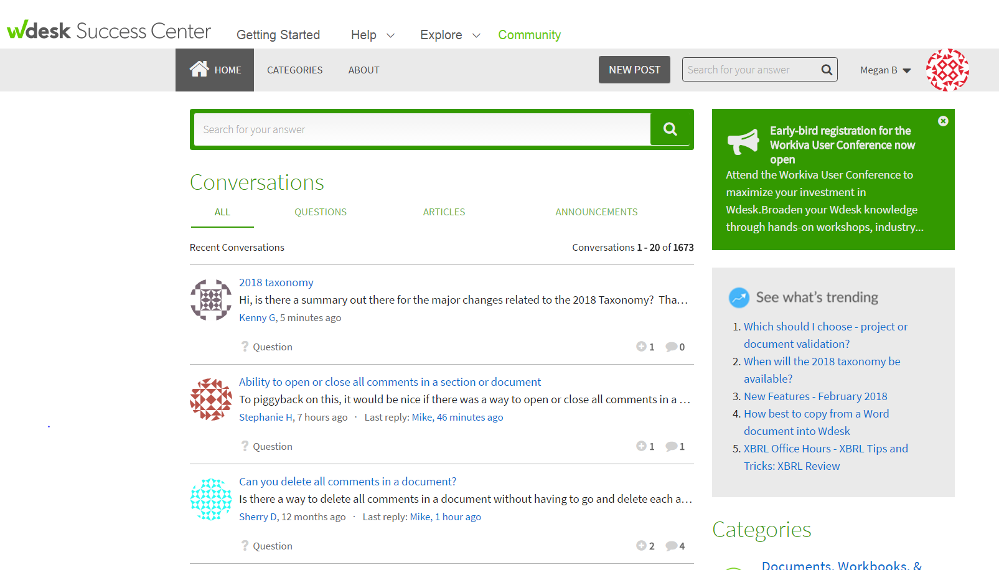 wdesk Success Center
Getting Started
Help
Explore
Community
HOME
CATEGORIES
ABOUT
NEW POST
Search for your answer
Megan B
Search for your answer
Conversations
ALL
QUESTIONS
ARTICLES
ANNOUNCEMENTS
Recent Conversations
Conversations 1 - 20 of 1673
2018 taxonomy
Hi, is there a summary out there for the major changes related to the 2018 Taxonomy? Tha...
Kenny G, 5 minutes ago
? Question
1
0
Ability to open or close all comments in a section or document
To piggyback on this, it would be nice if there was a way to open or close all comments in a ...
Stephanie H, 7 hours ago · Last reply: Mike, 46 minutes ago
? Question
1
1
Can you delete all comments in a document?
Is there a way to delete all comments in a document without having to go and delete each a...
Sherry D, 12 months ago · Last reply: Mike, 1 hour ago
? Question
2
4
Early-bird registration for the
Workiva User Conference now
open
Attend the Workiva User Conference to
maximize your investment in
Wdesk.Broaden your Wdesk knowledge
through hands-on workshops, industry...
See what's trending
1. Which should I choose - project or
document validation?
2. When will the 2018 taxonomy be
available?
3. New Features - February 2018
4. How best to copy from a Word
document into Wdesk
5. XBRL Office Hours - XBRL Tips and
Tricks: XBRL Review
Categories
Documents, Workbooks, &